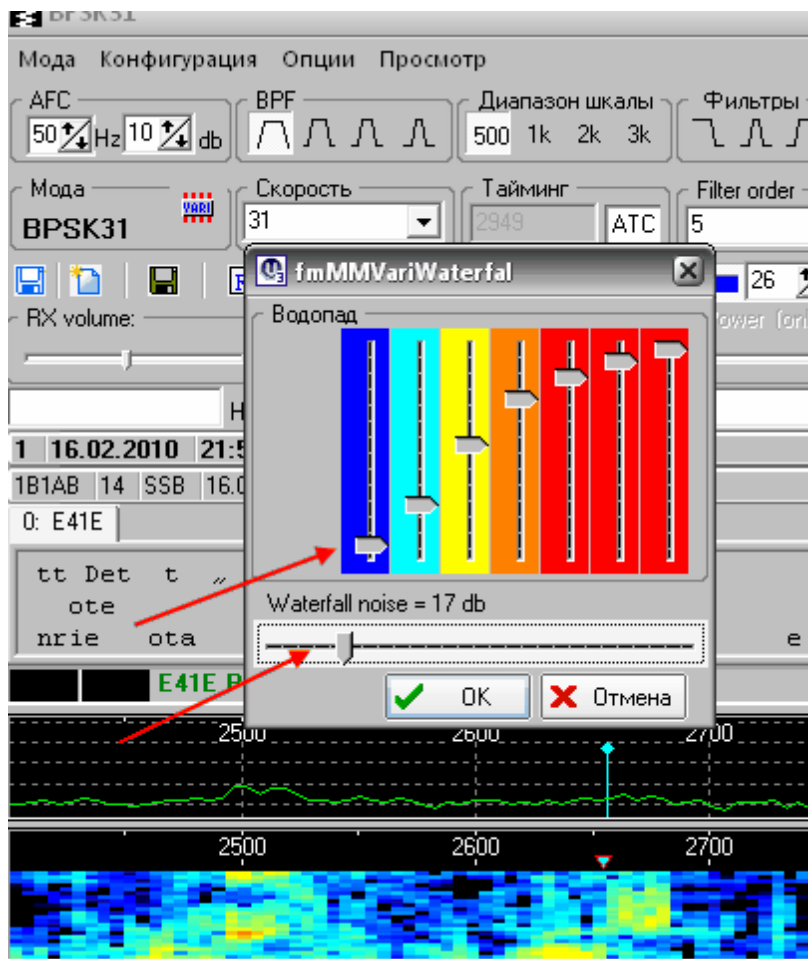 BPSK31
Мода Конфигурация Опции Просмотр
AFC BPF Диапазон шкалы Фильтры
50 Hz 10 db 500 1k 2k 3k
Мода Скорость Тайминг Filter order
BPSK31 VARI 31 2949 ATC 5
fmMMVariWaterfal
26
RX volume:
Водопад
1 16.02.2010
1B1AB 14 SSB
0: E41E
tt Det t „
ote
nrie ota e
Waterfall noise = 17 db
E41E
OK Отмена
2500 2600 2700
2500 2600 2700